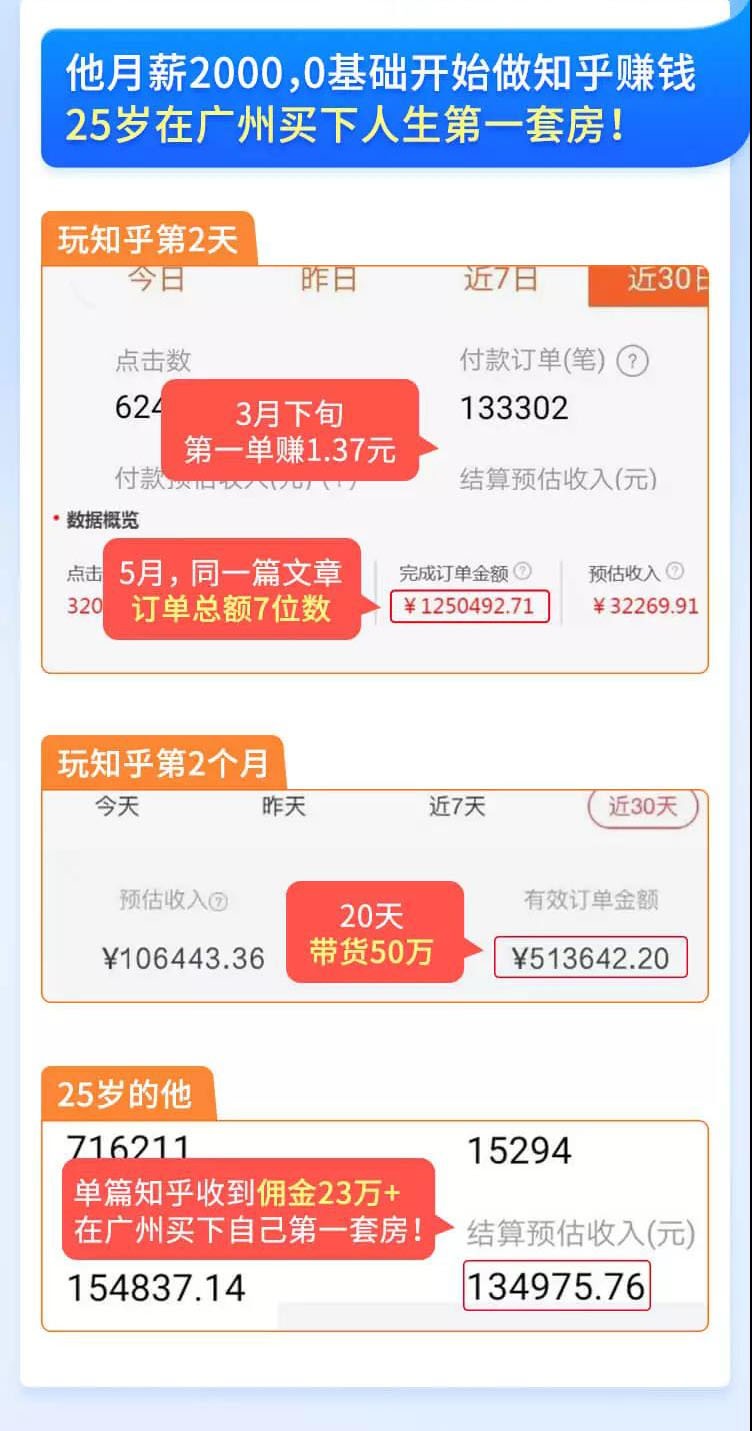 他月薪2000,0基础开始做知乎赚钱
25岁在广州买下人生第一套房！
玩知乎第2天
今日 昨日 近7日 近30日
点击数 付款订单(笔) ?
624 133302
3月下旬
第一单赚1.37元
付款预估收入(元) 结算预估收入(元)
数据概览
点击 完成订单金额 ? 预估收入 ?
320 ¥1250492.71 ¥32269.91
5月，同一篇文章
订单总额7位数
玩知乎第2个月
今天 昨天 近7天 近30天
预估收入? 有效订单金额
¥106443.36 ¥513642.20
20天
带货50万
25岁的他
716211 15294
单篇知乎收到佣金23万+
在广州买下自己第一套房！
结算预估收入(元)
154837.14 134975.76